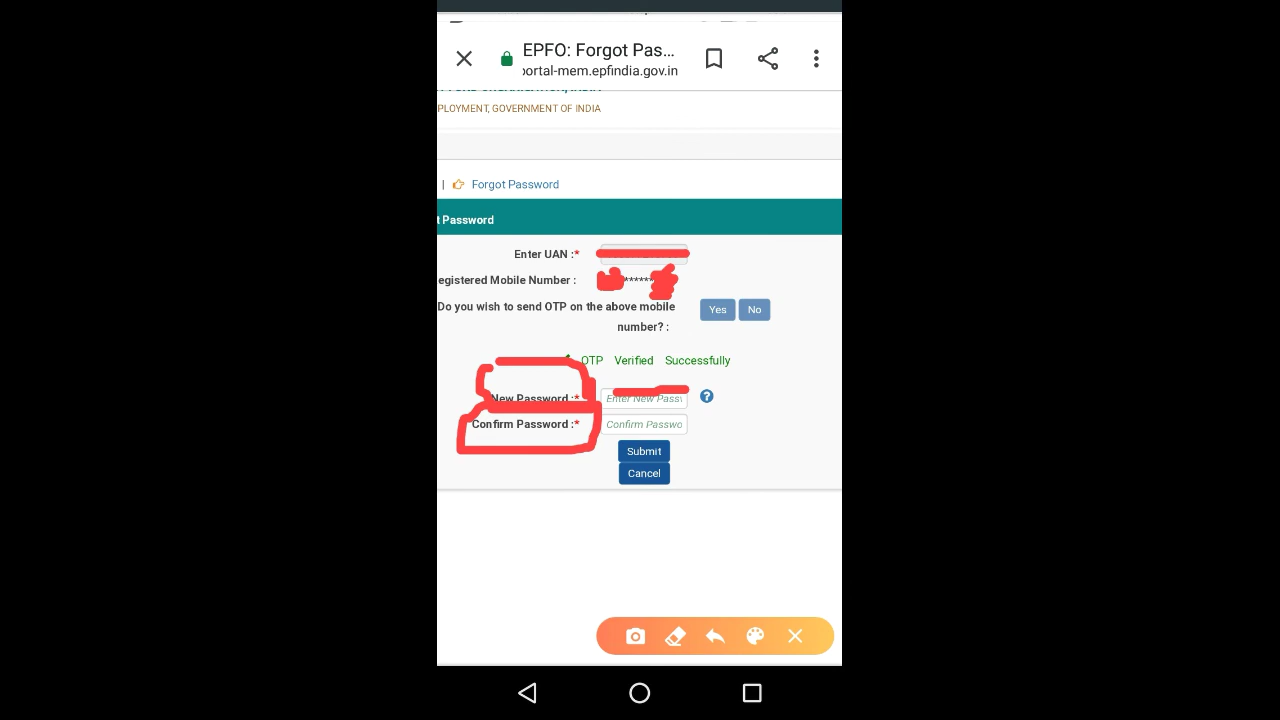 EPFO: Forgot Pas...
portal-mem.epfindia.gov.in
PLOYMENT, GOVERNMENT OF INDIA
| Forgot Password
t Password
Enter UAN :*
egistered Mobile Number : *****
Do you wish to send OTP on the above mobile number? : Yes No
OTP Verified Successfully
New Password :* Enter New Pass
Confirm Password :* Confirm Passwo
Submit
Cancel